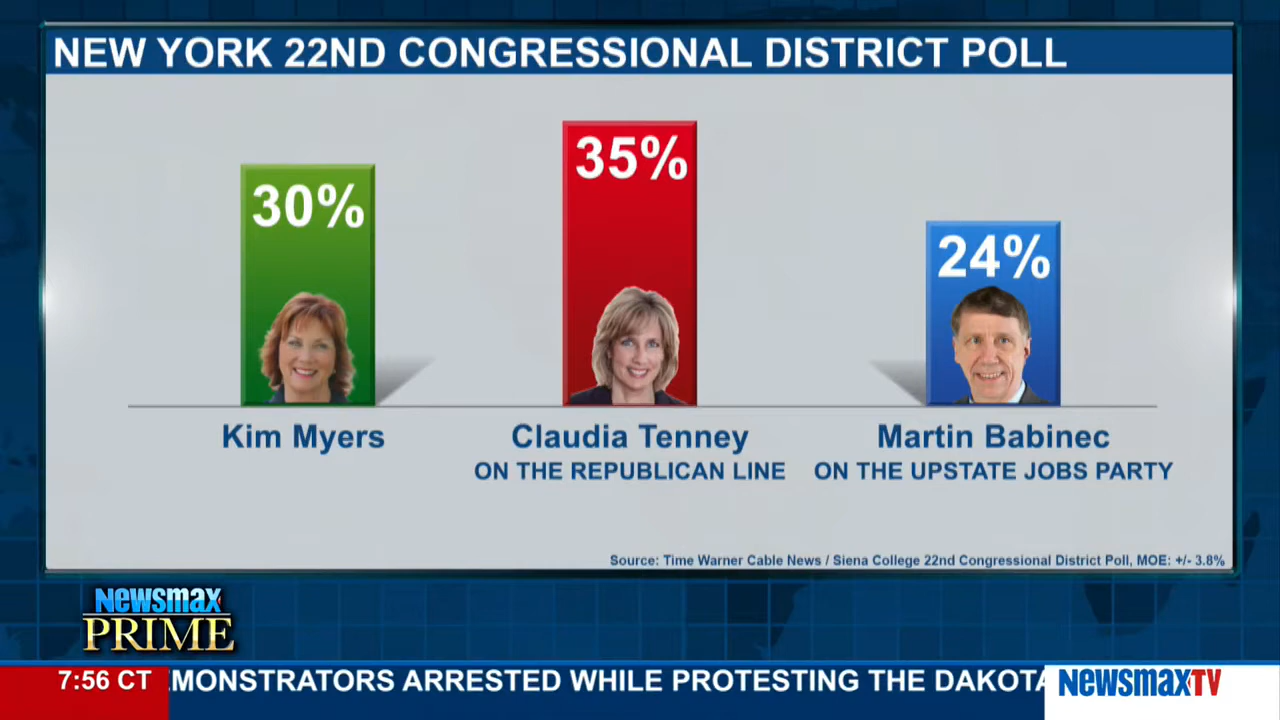 NEW YORK 22ND CONGRESSIONAL DISTRICT POLL
30%
35%
24%
Kim Myers
Claudia Tenney
ON THE REPUBLICAN LINE
Martin Babinec
ON THE UPSTATE JOBS PARTY
Source: Time Warner Cable News / Siena College 22nd Congressional District Poll, MOE: +/- 3.8%
Newsmax
PRIME
7:56 CT
EMONSTRATORS ARRESTED WHILE PROTESTING THE DAKOTA
NewsmaxTV